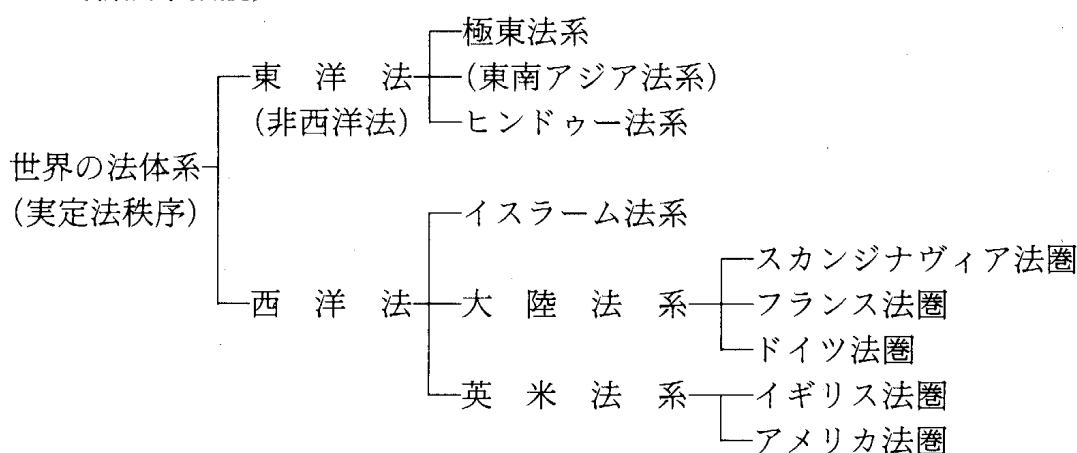 極東法系
東洋法
(東南アジア法系)
(非西洋法)
ヒンドゥー法系
世界の法体系
(実定法秩序)
イスラーム法系
スカンジナヴィア法圏
西洋法
大陸法系
フランス法圏
ドイツ法圏
英米法系
イギリス法圏
アメリカ法圏